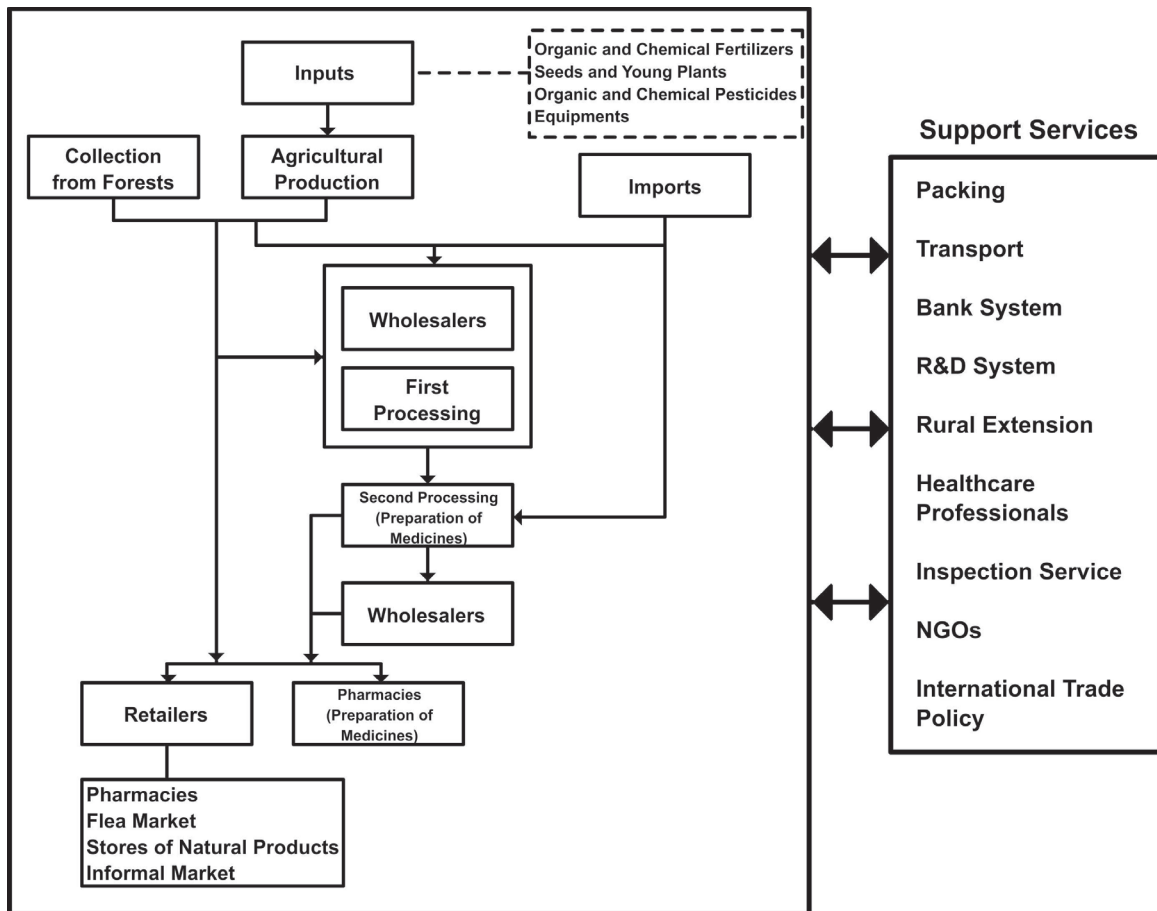 Inputs
Organic and Chemical Fertilizers
Seeds and Young Plants
Organic and Chemical Pesticides
Equipments
Collection
from Forests
Agricultural
Production
Imports
Wholesalers
First
Processing
Second Processing
(Preparation of
Medicines)
Wholesalers
Retailers
Pharmacies
(Preparation of
Medicines)
Pharmacies
Flea Market
Stores of Natural Products
Informal Market
Support Services
Packing
Transport
Bank System
R&D System
Rural Extension
Healthcare
Professionals
Inspection Service
NGOs
International Trade
Policy